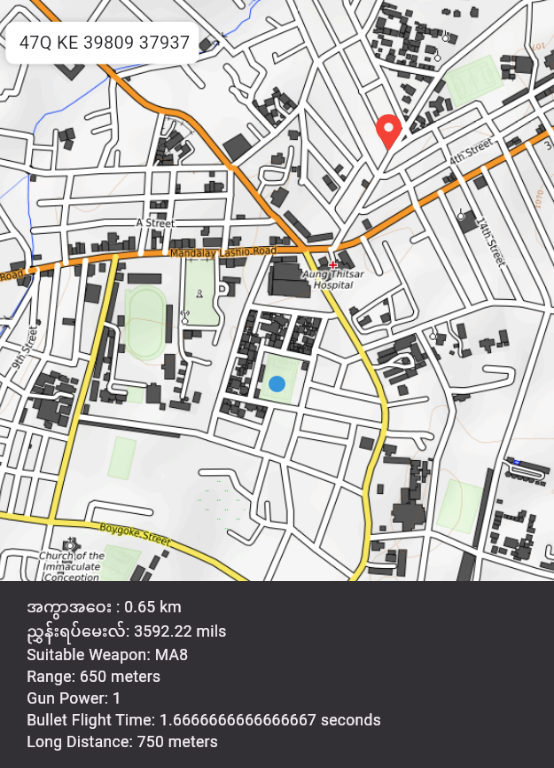 47Q KE 39809 37937
4th Street
A Street
14th Street
Mandalay Lashio Road
Road
Aung Thitsar
Hospital
9th Street
Boygoke Street
Church of the
Immaculate
Conception
အကွာအဝေး : 0.65 km
ညွှန်းရပ်မေးလ်: 3592.22 mils
Suitable Weapon: MA8
Range: 650 meters
Gun Power: 1
Bullet Flight Time: 1.6666666666666667 seconds
Long Distance: 750 meters